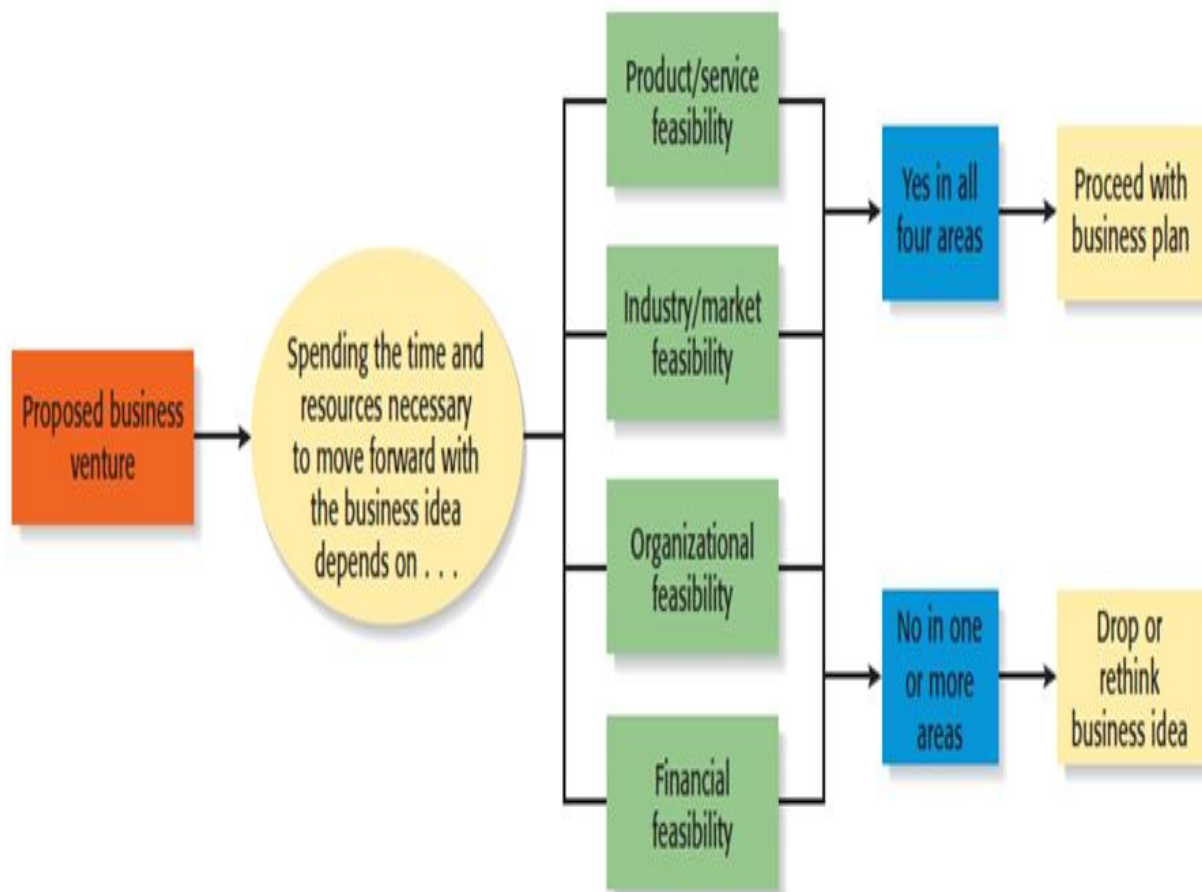 Proposed business
venture
Spending the time and
resources necessary
to move forward with
the business idea
depends on . . .
Product/service
feasibility
Industry/market
feasibility
Organizational
feasibility
Financial
feasibility
Yes in all
four areas
Proceed with
business plan
No in one
or more
areas
Drop or
rethink
business idea